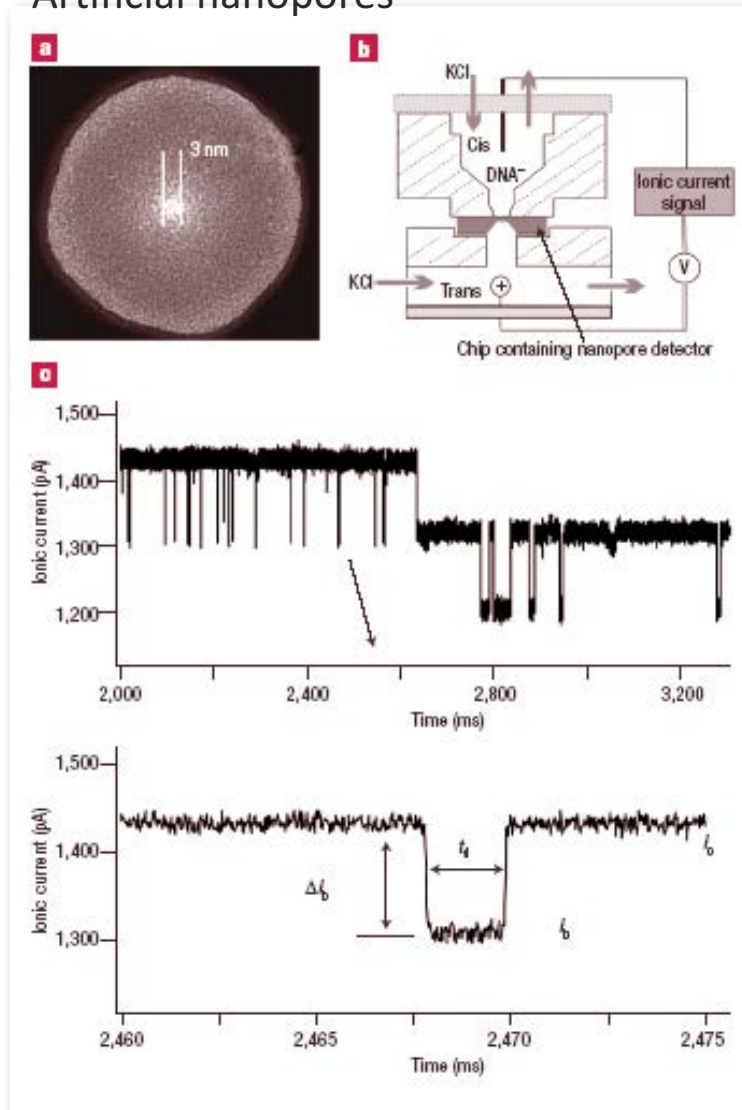 Artificial nanopores
a
3 nm
b
KCl
Cis
DNA⁻
Ionic current
signal
V
KCl
Trans
+
Chip containing nanopore detector
c
1,500
1,400
1,300
1,200
Ionic current (pA)
2,000
2,400
2,800
3,200
Time (ms)
1,500
1,400
1,300
Ionic current (pA)
ΔI_b
t_d
I_o
I_b
2,460
2,465
2,470
2,475
Time (ms)